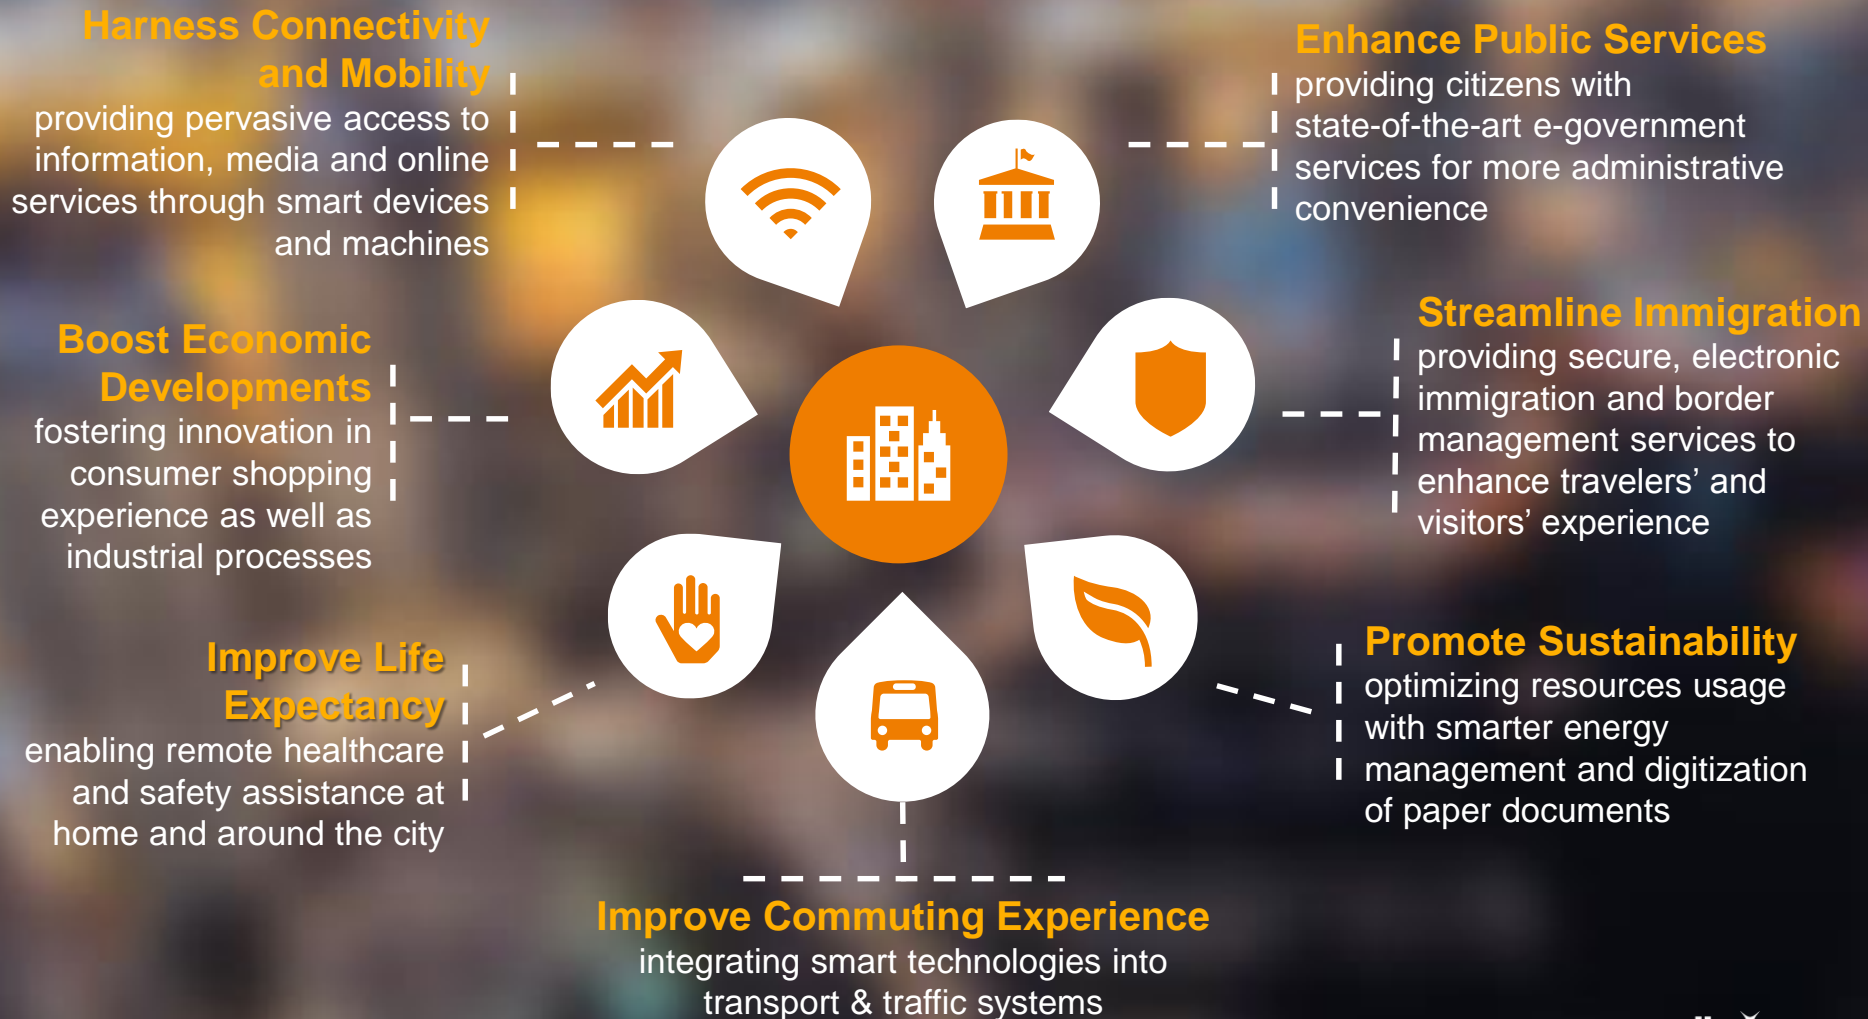 Harness Connectivity
and Mobility
providing pervasive access to
information, media and online
services through smart devices
and machines
Enhance Public Services
providing citizens with
state-of-the-art e-government
services for more administrative
convenience
Boost Economic
Developments
fostering innovation in
consumer shopping
experience as well as
industrial processes
Streamline Immigration
providing secure, electronic
immigration and border
management services to
enhance travelers’ and
visitors’ experience
Improve Life
Expectancy
enabling remote healthcare
and safety assistance at
home and around the city
Promote Sustainability
optimizing resources usage
with smarter energy
management and digitization
of paper documents
Improve Commuting Experience
integrating smart technologies into
transport & traffic systems